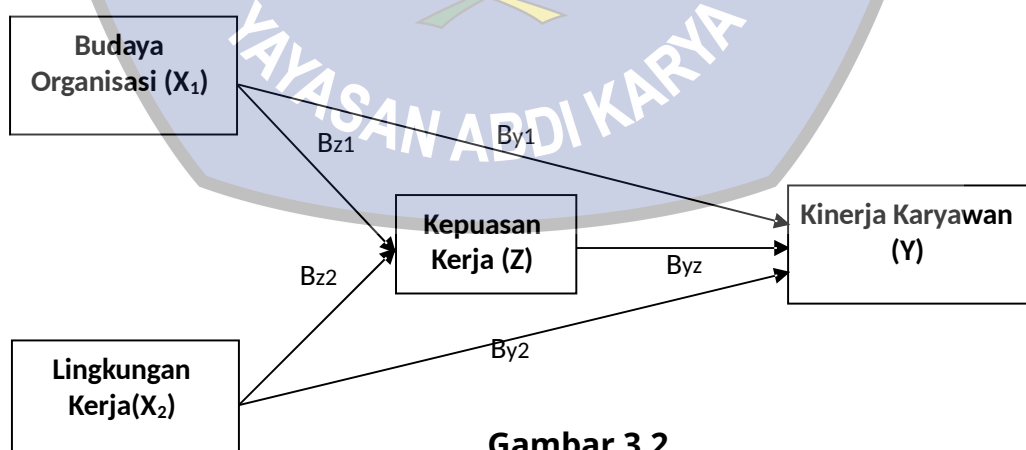 YAYASAN ABDI KARYA
Budaya
Organisasi (X₁)
Bz1
By1
Kepuasan
Kerja (Z)
Kinerja Karyawan
(Y)
Bz2
Byz
By2
Lingkungan
Kerja(X₂)
Gambar 3.2